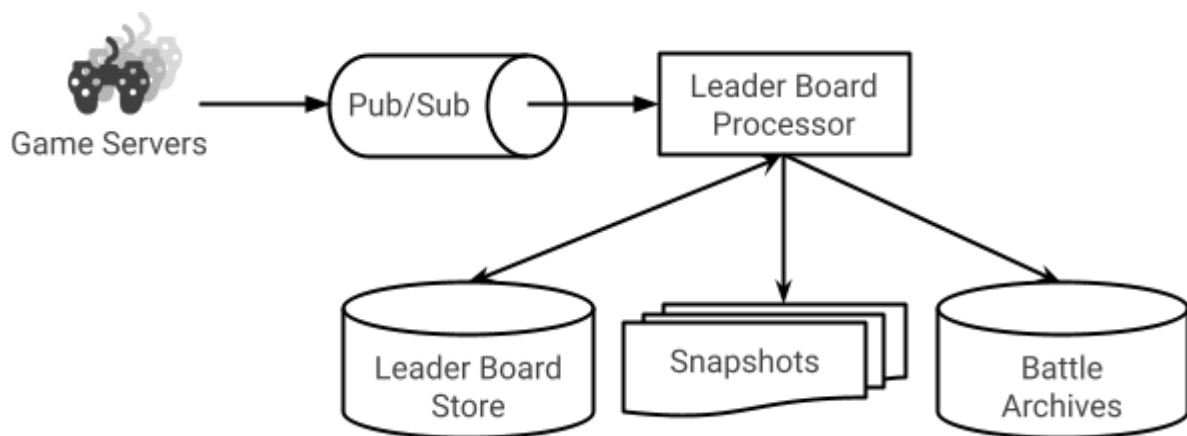 Game Servers
Pub/Sub
Leader Board
Processor
Leader Board
Store
Snapshots
Battle
Archives